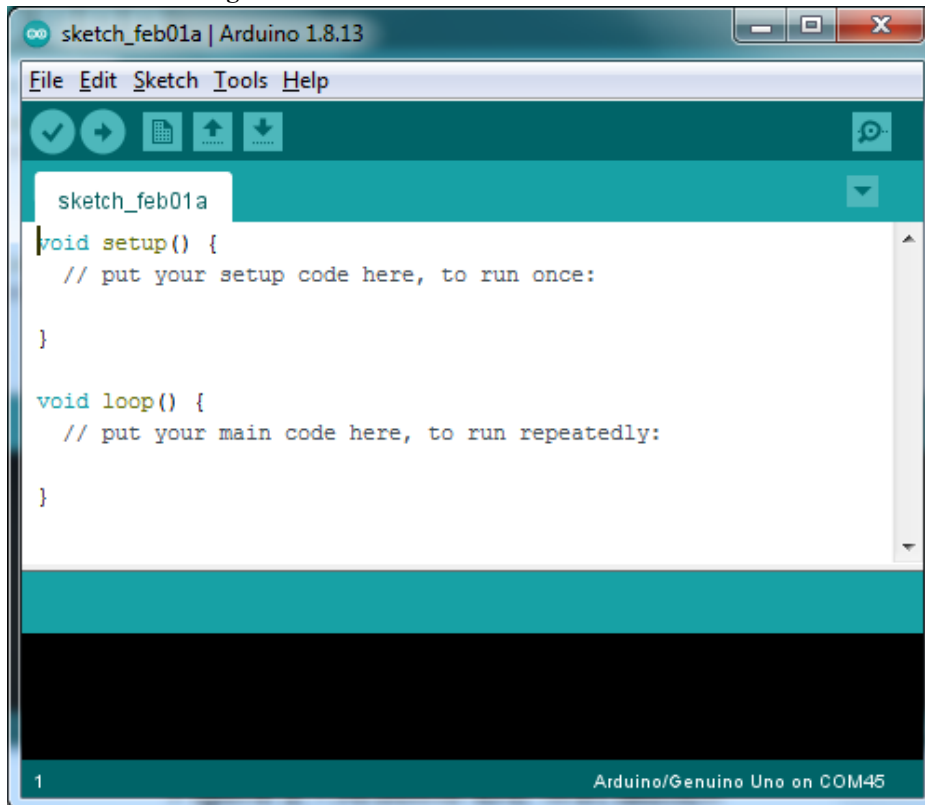 sketch_feb01a | Arduino 1.8.13
File Edit Sketch Tools Help
sketch_feb01a
void setup() {
  // put your setup code here, to run once:
}
void loop() {
  // put your main code here, to run repeatedly:
}
1 Arduino/Genuino Uno on COM45